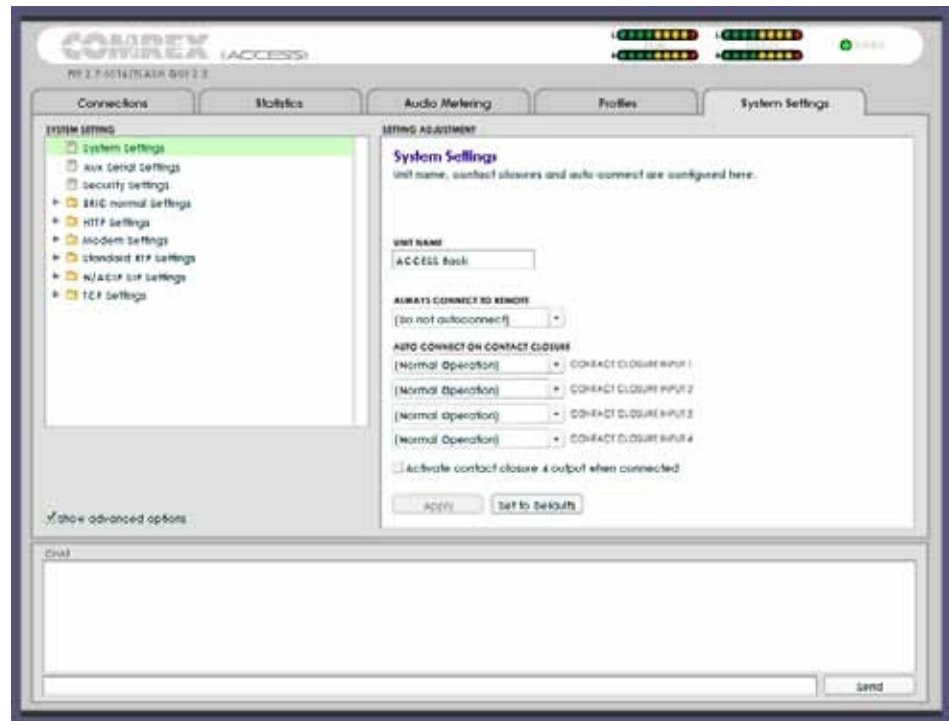 COMREX (ACCESS)
Connections
Statistics
Audio Metering
Profiles
System Settings
SYSTEM SETTING
System Settings
Aux Serial Settings
Security Settings
BRIC normal Settings
HTTP Settings
Modem Settings
Standard RTP Settings
N/ACIP SIP Settings
TCP Settings
Show advanced options
SETTING ADJUSTMENT
System Settings
Unit name, contact closures and auto-connect are configured here.
UNIT NAME
ACCESS Rack
ALWAYS CONNECT TO REMOTE
(Do not autoconnect)
AUTO CONNECT ON CONTACT CLOSURE
(Normal Operation) CONTACT CLOSURE INPUT 1
(Normal Operation) CONTACT CLOSURE INPUT 2
(Normal Operation) CONTACT CLOSURE INPUT 3
(Normal Operation) CONTACT CLOSURE INPUT 4
Activate contact closure 4 output when connected
Apply
Set to Defaults
CHAT
Send